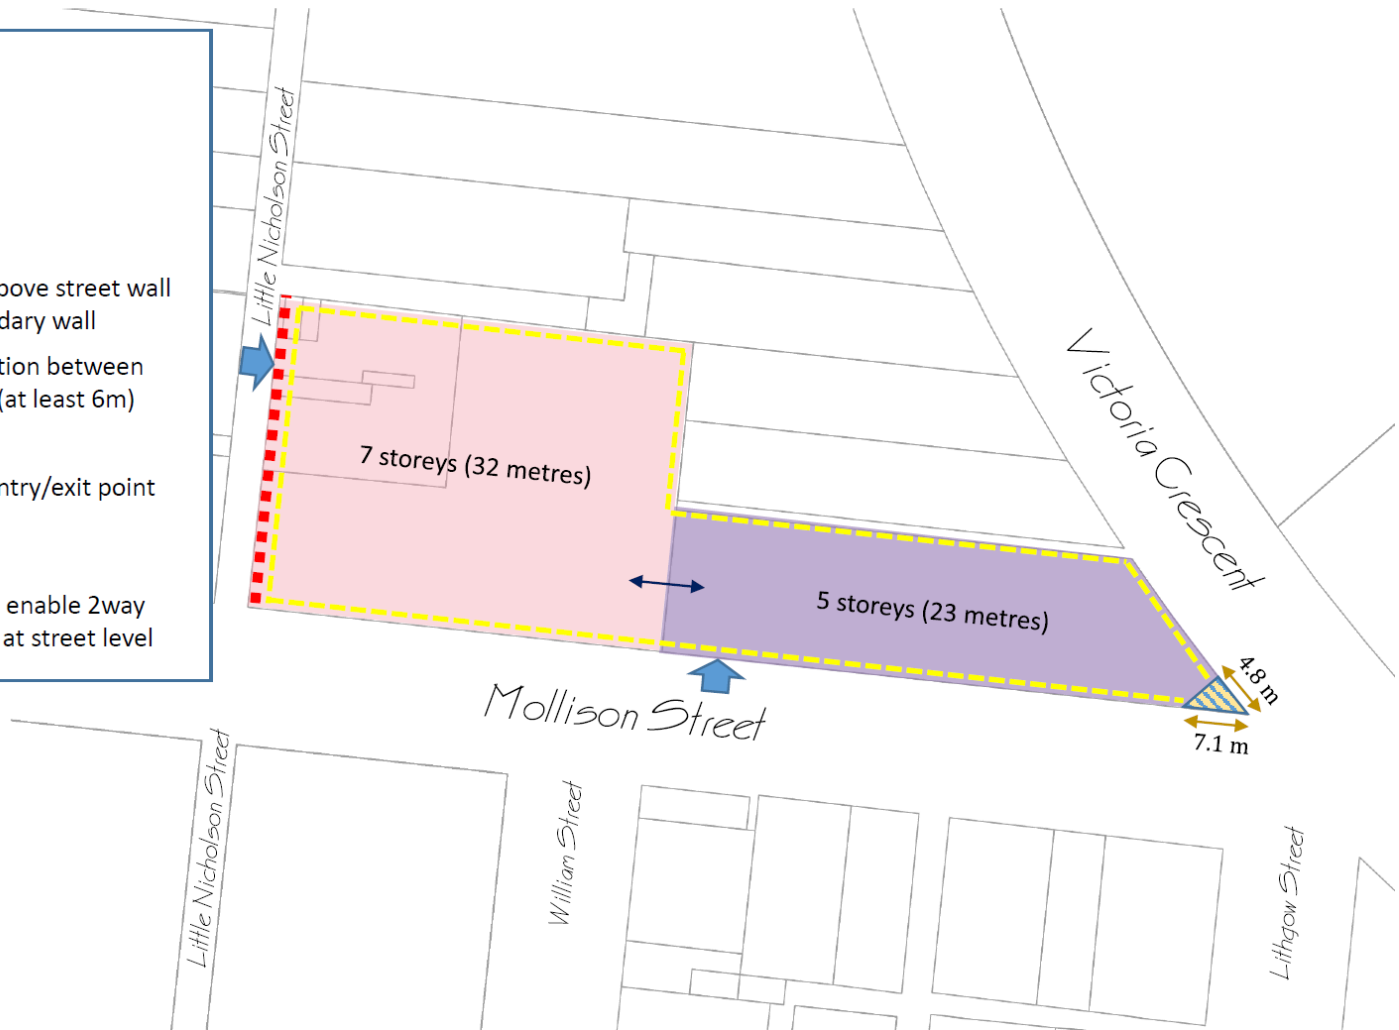 bove street wall
dary wall
tion between
(at least 6m)
ntry/exit point
enable 2way
at street level
Little Nicholson Street
7 storeys (32 metres)
5 storeys (23 metres)
Victoria Crescent
4.8 m
7.1 m
Mollison Street
Little Nicholson Street
William Street
Lithgow Street